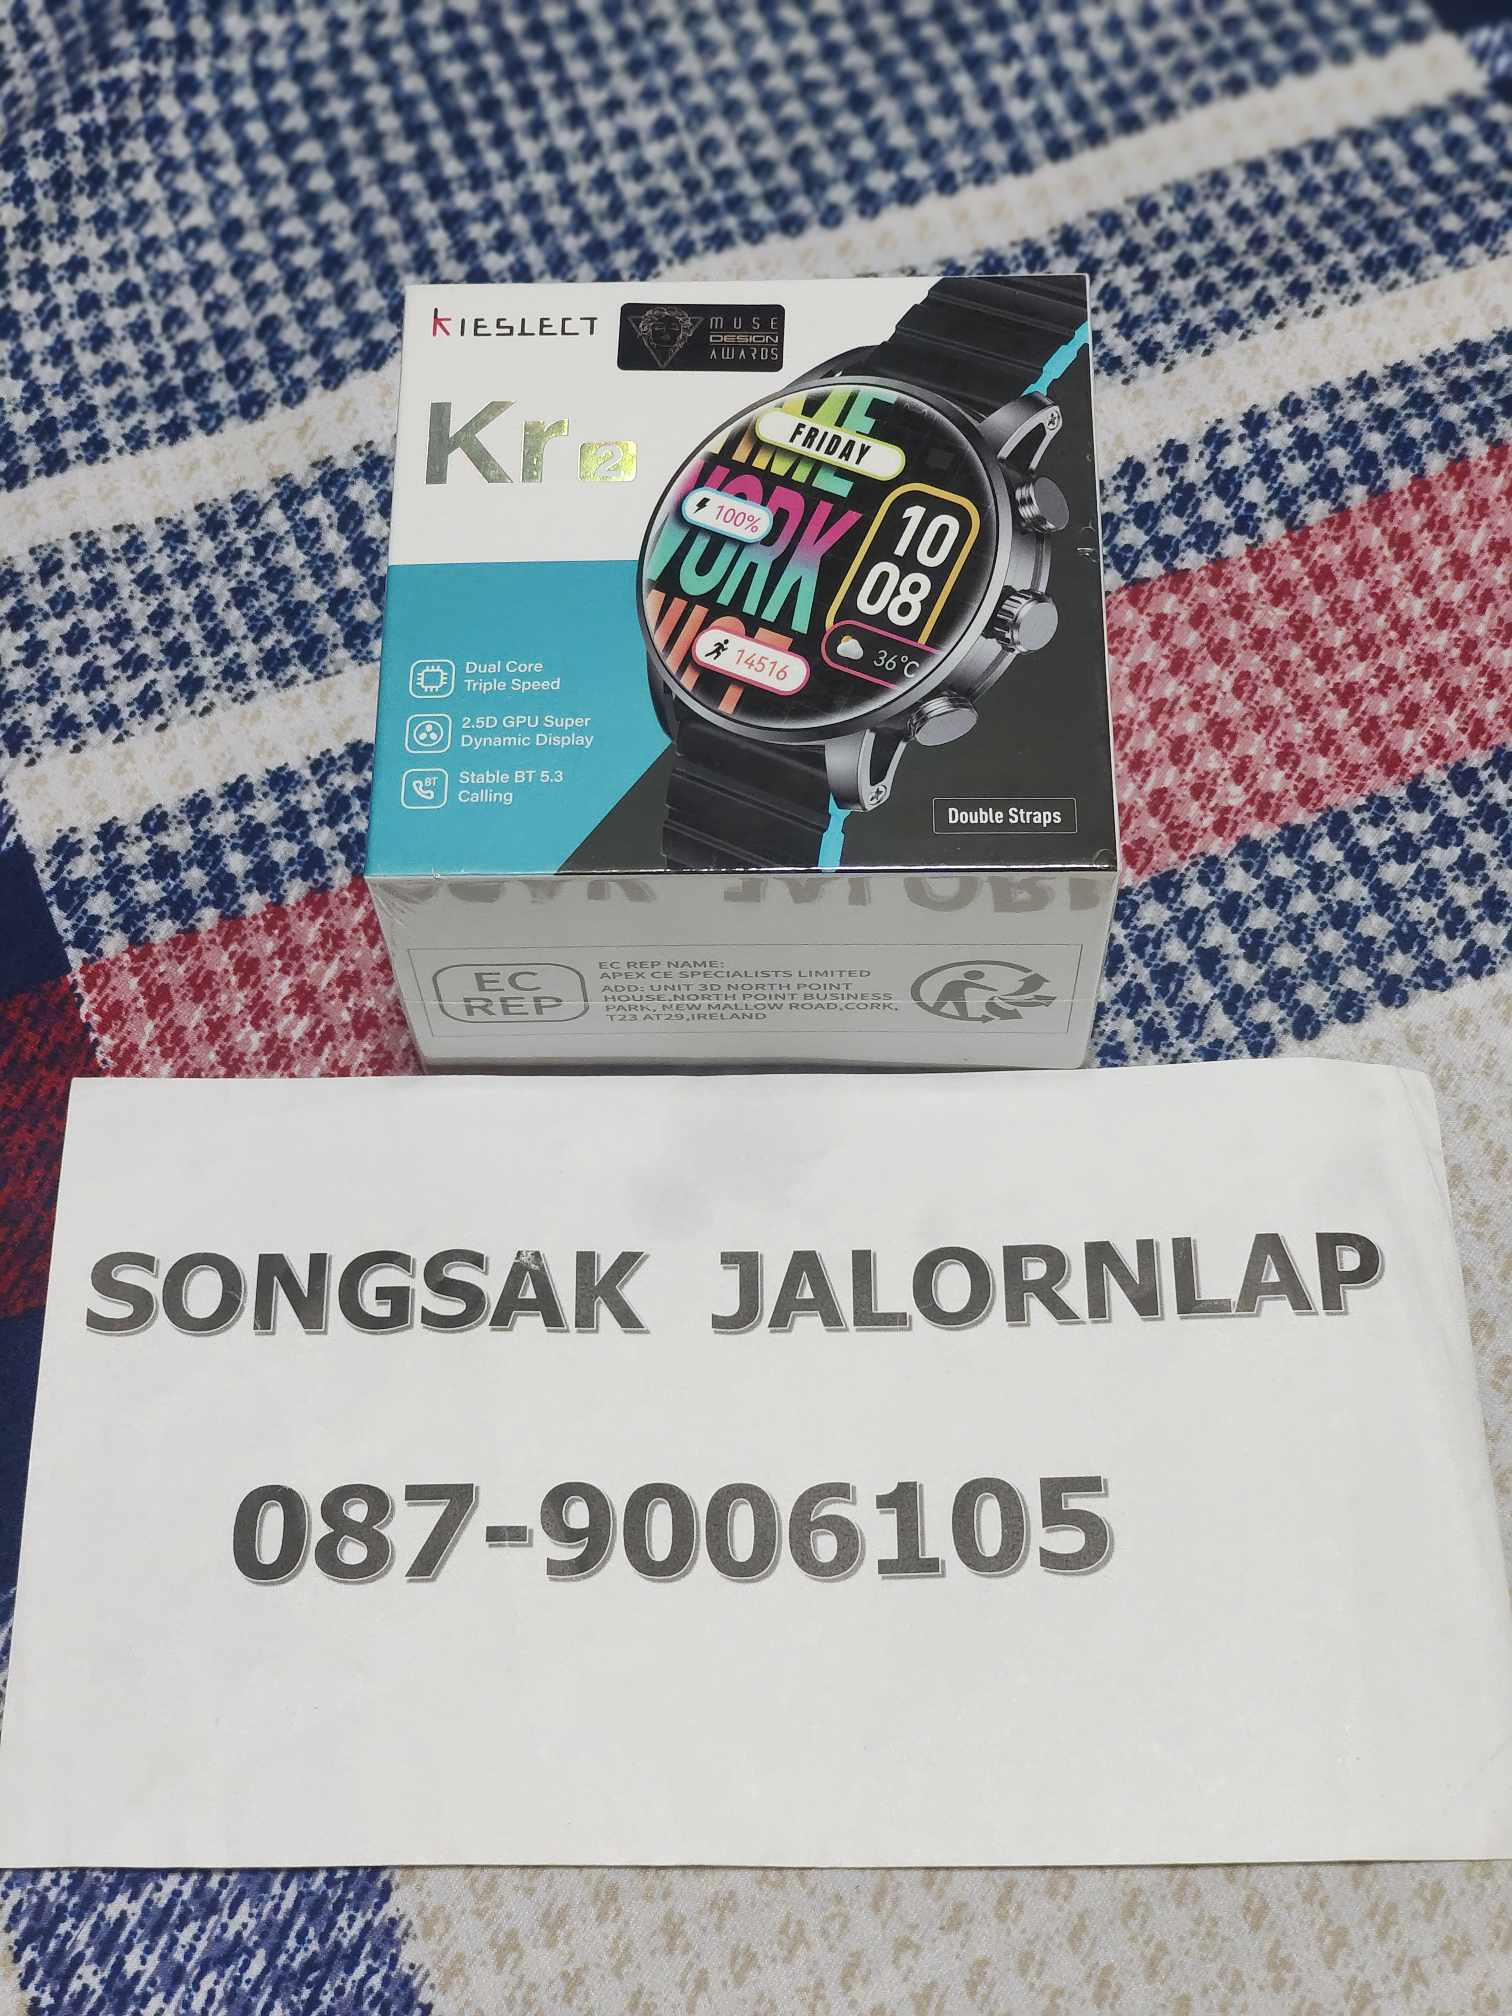 KIESLECT
MUSE
DESIGN
AWARDS
Kr2
FRIDAY
100%
10
08
14516
36°C
Dual Core
Triple Speed
2.5D GPU Super
Dynamic Display
BT
Stable BT 5.3
Calling
Double Straps
EC
REP
EC REP NAME:
APEX CE SPECIALISTS LIMITED
ADD: UNIT 3D NORTH POINT
HOUSE,NORTH POINT BUSINESS
PARK, NEW MALLOW ROAD,CORK,
T23 AT29,IRELAND
SONGSAK JALORNLAP
087-9006105